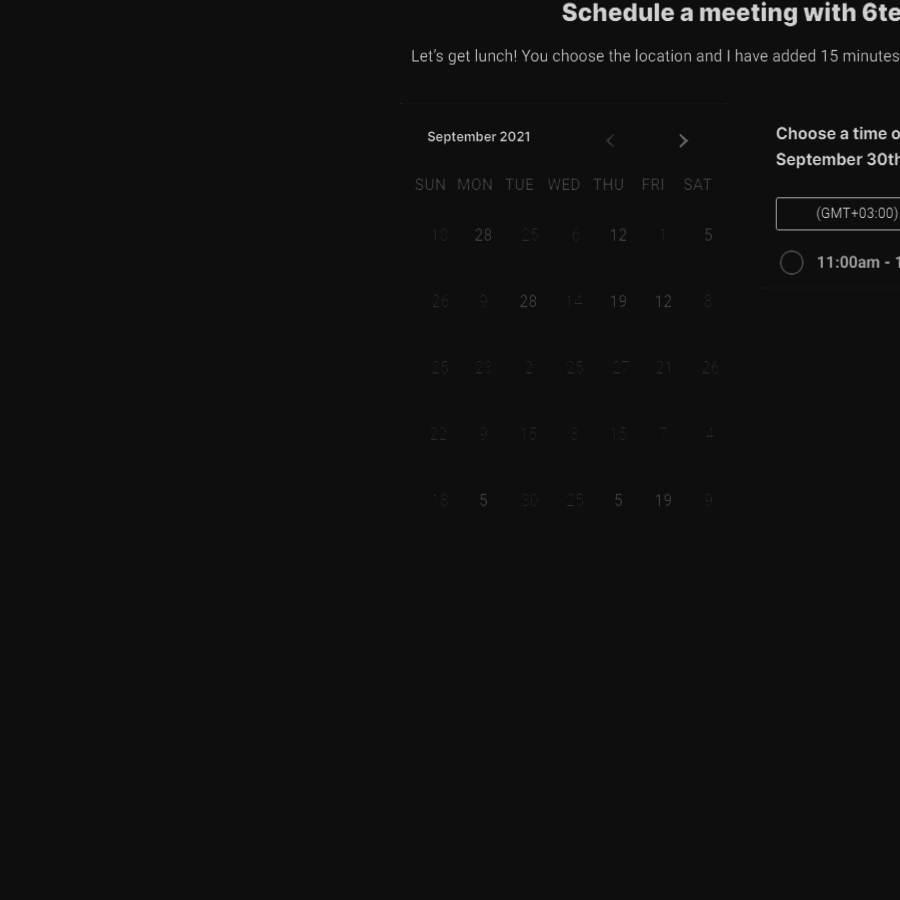 Schedule a meeting with 6te
Let's get lunch! You choose the location and I have added 15 minutes
September 2021
SUN MON TUE WED THU FRI SAT
10 28 25 6 12 1 5
26 9 28 14 19 12 8
25 23 2 25 27 21 26
22 9 15 3 15 7 4
18 5 30 25 5 19 9
Choose a time o
September 30th
(GMT+03:00)
11:00am - 1